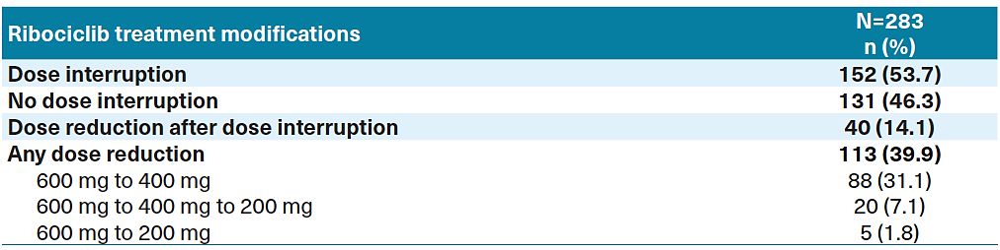 Ribociclib treatment modifications N=283
n (%)
Dose interruption 152 (53.7)
No dose interruption 131 (46.3)
Dose reduction after dose interruption 40 (14.1)
Any dose reduction 113 (39.9)
600 mg to 400 mg 88 (31.1)
600 mg to 400 mg to 200 mg 20 (7.1)
600 mg to 200 mg 5 (1.8)